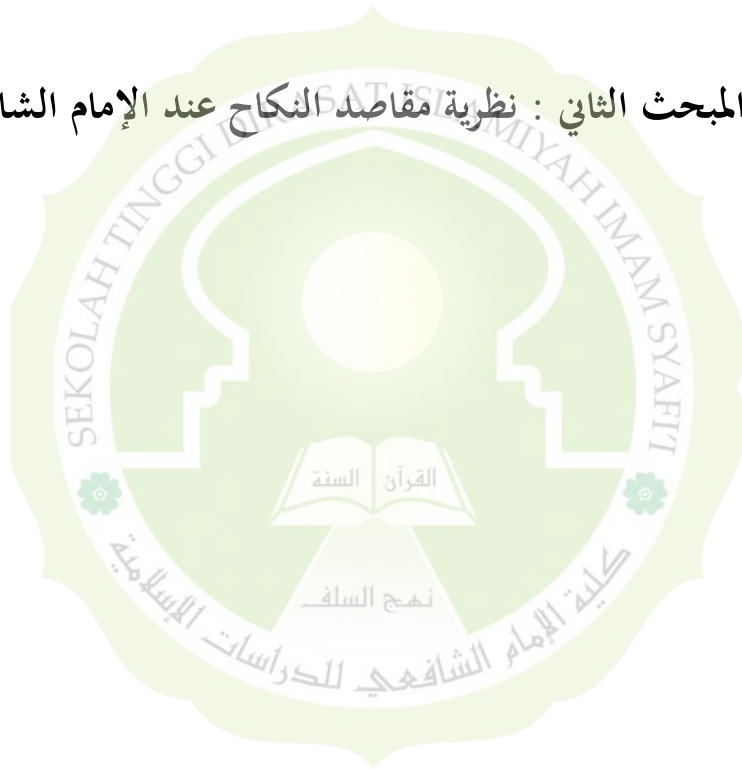 المبحث الثاني : نظرية مقاصد النكاح عند الإمام
SEKOLAH TINGGI DIRASAT ISLAMIYAH IMAM SYAFI'I
القرآن السنة
نهج السلف
كلية الإمام الشافعي للدراسات الإسلامية